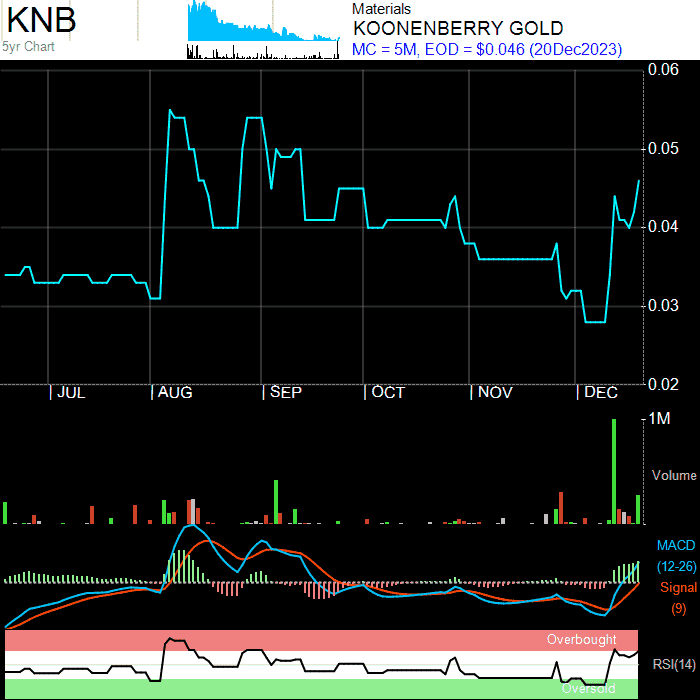 KNB
5yr Chart
Materials
KOONENBERRY GOLD
MC = 5M, EOD = $0.046 (20Dec2023)
0.06
0.05
0.04
0.03
0.02
| JUL | AUG | SEP | OCT | NOV | DEC
1M
Volume
MACD
(12-26)
Signal
(9)
Overbought
RSI(14)
Oversold